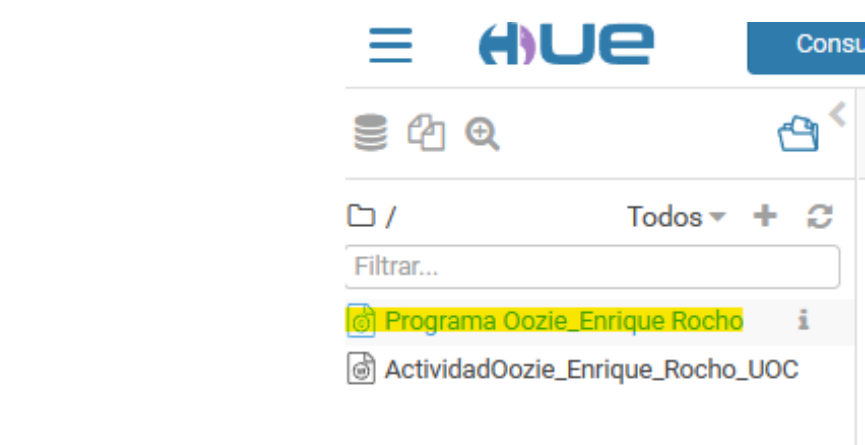 HUE
Consu
/
Todos
Filtrar...
Programa Oozie_Enrique Rocho
ActividadOozie_Enrique_Rocho_UOC